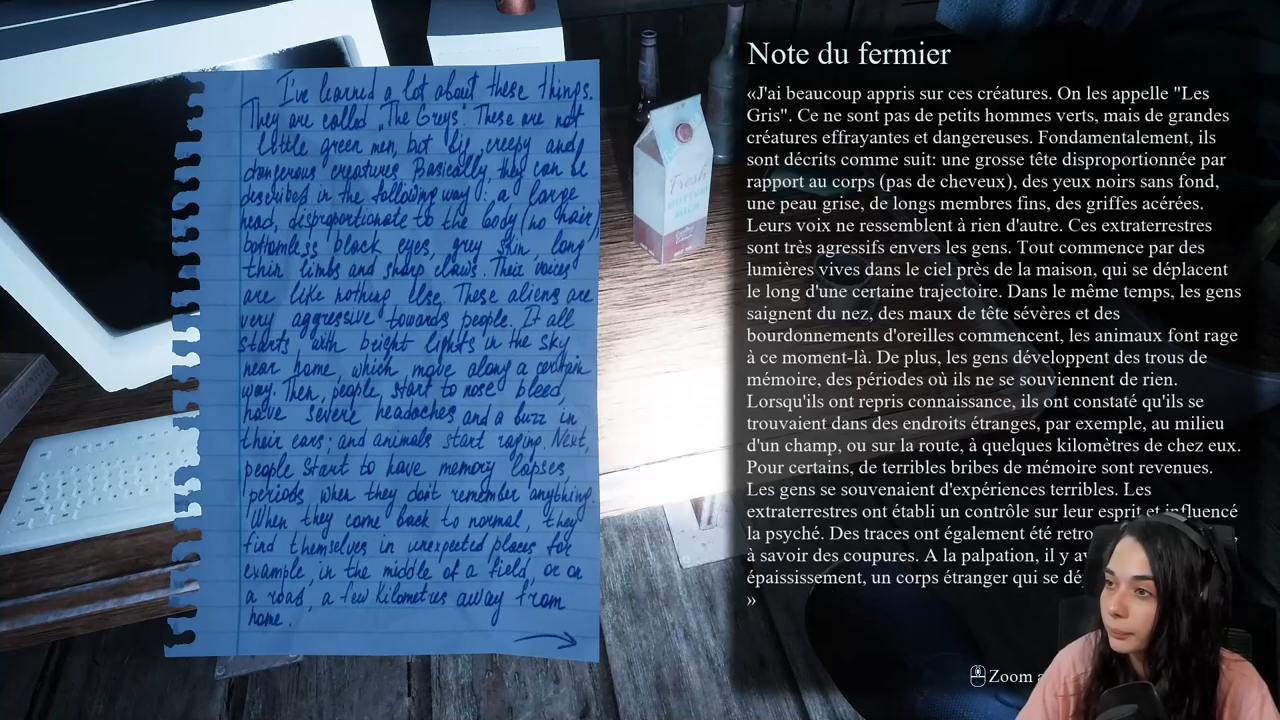 I've learned a lot about these things.
They are called „The Greys". These are not
little green men, but big, creepy and
dangerous creatures. Basically, they can be
described in the following way: a large
head, disproportionate to the body (no hair),
bottomless black eyes, grey skin, long
thin limbs and sharp claws. Their voices
are like nothing else. These aliens are
very aggressive towards people. It all
starts with bright lights in the sky
near home, which move along a certain
way. Then, people start to nose bleed,
have severe headaches and a buzz in
their ears; and animals start raging. Next,
people start to have memory lapses,
periods when they don't remember anything.
When they come back to normal, they
find themselves in unexpected places for
example, in the middle of a field, or on
a road, a few kilometres away from
home.
Fresh
MILK
Note du fermier
«J'ai beaucoup appris sur ces créatures. On les appelle "Les
Gris". Ce ne sont pas de petits hommes verts, mais de grandes
créatures effrayantes et dangereuses. Fondamentalement, ils
sont décrits comme suit: une grosse tête disproportionnée par
rapport au corps (pas de cheveux), des yeux noirs sans fond,
une peau grise, de longs membres fins, des griffes acérées.
Leurs voix ne ressemblent à rien d'autre. Ces extraterrestres
sont très agressifs envers les gens. Tout commence par des
lumières vives dans le ciel près de la maison, qui se déplacent
le long d'une certaine trajectoire. Dans le même temps, les gens
saignent du nez, des maux de tête sévères et des
bourdonnements d'oreilles commencent, les animaux font rage
à ce moment-là. De plus, les gens développent des trous de
mémoire, des périodes où ils ne se souviennent de rien.
Lorsqu'ils ont repris connaissance, ils ont constaté qu'ils se
trouvaient dans des endroits étranges, par exemple, au milieu
d'un champ, ou sur la route, à quelques kilomètres de chez eux.
Pour certains, de terribles bribes de mémoire sont revenues.
Les gens se souvenaient d'expériences terribles. Les
extraterrestres ont établi un contrôle sur leur esprit et influencé
la psyché. Des traces ont également été
à savoir des coupures. A la palpation, il y
épaississement, un corps étranger qui se
»
Zoom